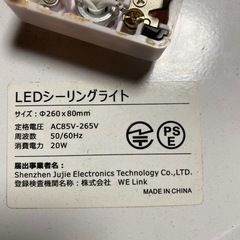 LEDシーリングライト
サイズ：Φ260x80mm
定格電圧 AC85V-265V
周波数 50/60Hz
消費電力 20W
PSE
届出事業者名称：
Shenzhen Jujie Electronics Technology Co., LTD.
登録検査機関名称：株式会社 WE Link
MADE IN CHINA